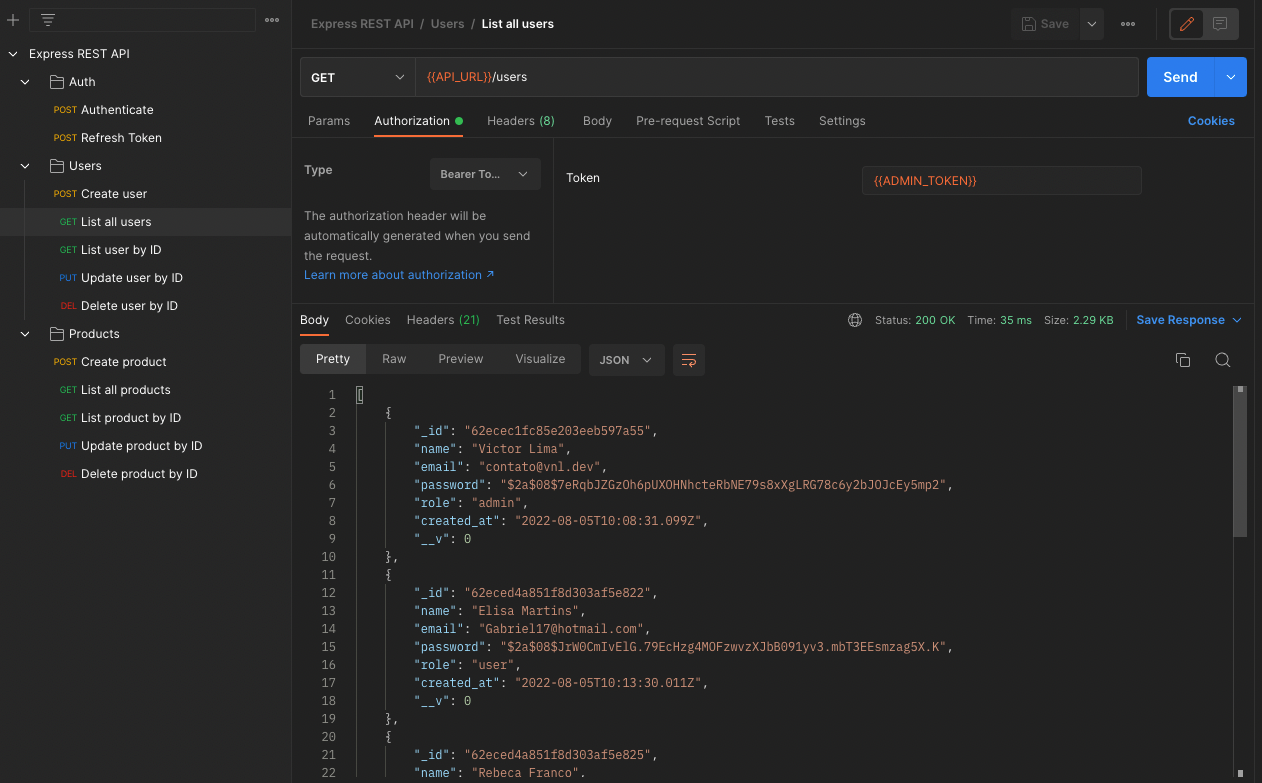 Express REST API
Auth
POST Authenticate
POST Refresh Token
Users
POST Create user
GET List all users
GET List user by ID
PUT Update user by ID
DEL Delete user by ID
Products
POST Create product
GET List all products
GET List product by ID
PUT Update product by ID
DEL Delete product by ID
Express REST API / Users / List all users
Save
GET {{API_URL}}/users
Send
Params Authorization Headers (8) Body Pre-request Script Tests Settings
Cookies
Type Bearer To...
The authorization header will be
automatically generated when you send
the request.
Learn more about authorization ↗
Token {{ADMIN_TOKEN}}
Body Cookies Headers (21) Test Results
Status: 200 OK Time: 35 ms Size: 2.29 KB Save Response
Pretty Raw Preview Visualize JSON
1 [
2 {
3 "_id": "62ecec1fc85e203eeb597a55",
4 "name": "Victor Lima",
5 "email": "contato@vnl.dev",
6 "password": "$2a$08$7eRqbJZGzOh6pUXOHNhcteRbNE79s8xXgLRG78c6y2bJOJcEy5mp2",
7 "role": "admin",
8 "created_at": "2022-08-05T10:08:31.099Z",
9 "__v": 0
10 },
11 {
12 "_id": "62eced4a851f8d303af5e822",
13 "name": "Elisa Martins",
14 "email": "Gabriel17@hotmail.com",
15 "password": "$2a$08$JrW0CmIvElG.79EcHzg4MOFzwvzXJbB091yv3.mbT3EEsmzag5X.K",
16 "role": "user",
17 "created_at": "2022-08-05T10:13:30.011Z",
18 "__v": 0
19 },
20 {
21 "_id": "62eced4a851f8d303af5e825",
22 "name": "Rebeca Franco",